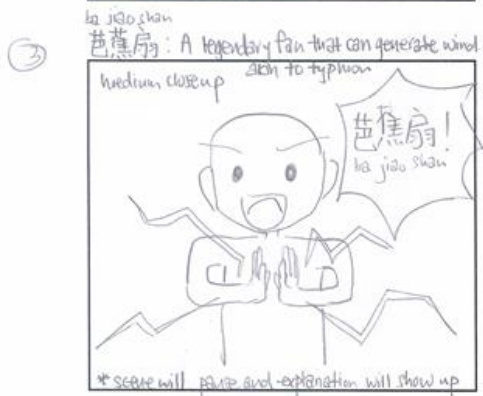 ba jiao shan
③ 芭蕉扇 : A legendary fan that can generate wind
akin to typhoon
medium closeup
芭蕉扇!
ba jiao shan
* scene will pause and explanation will show up